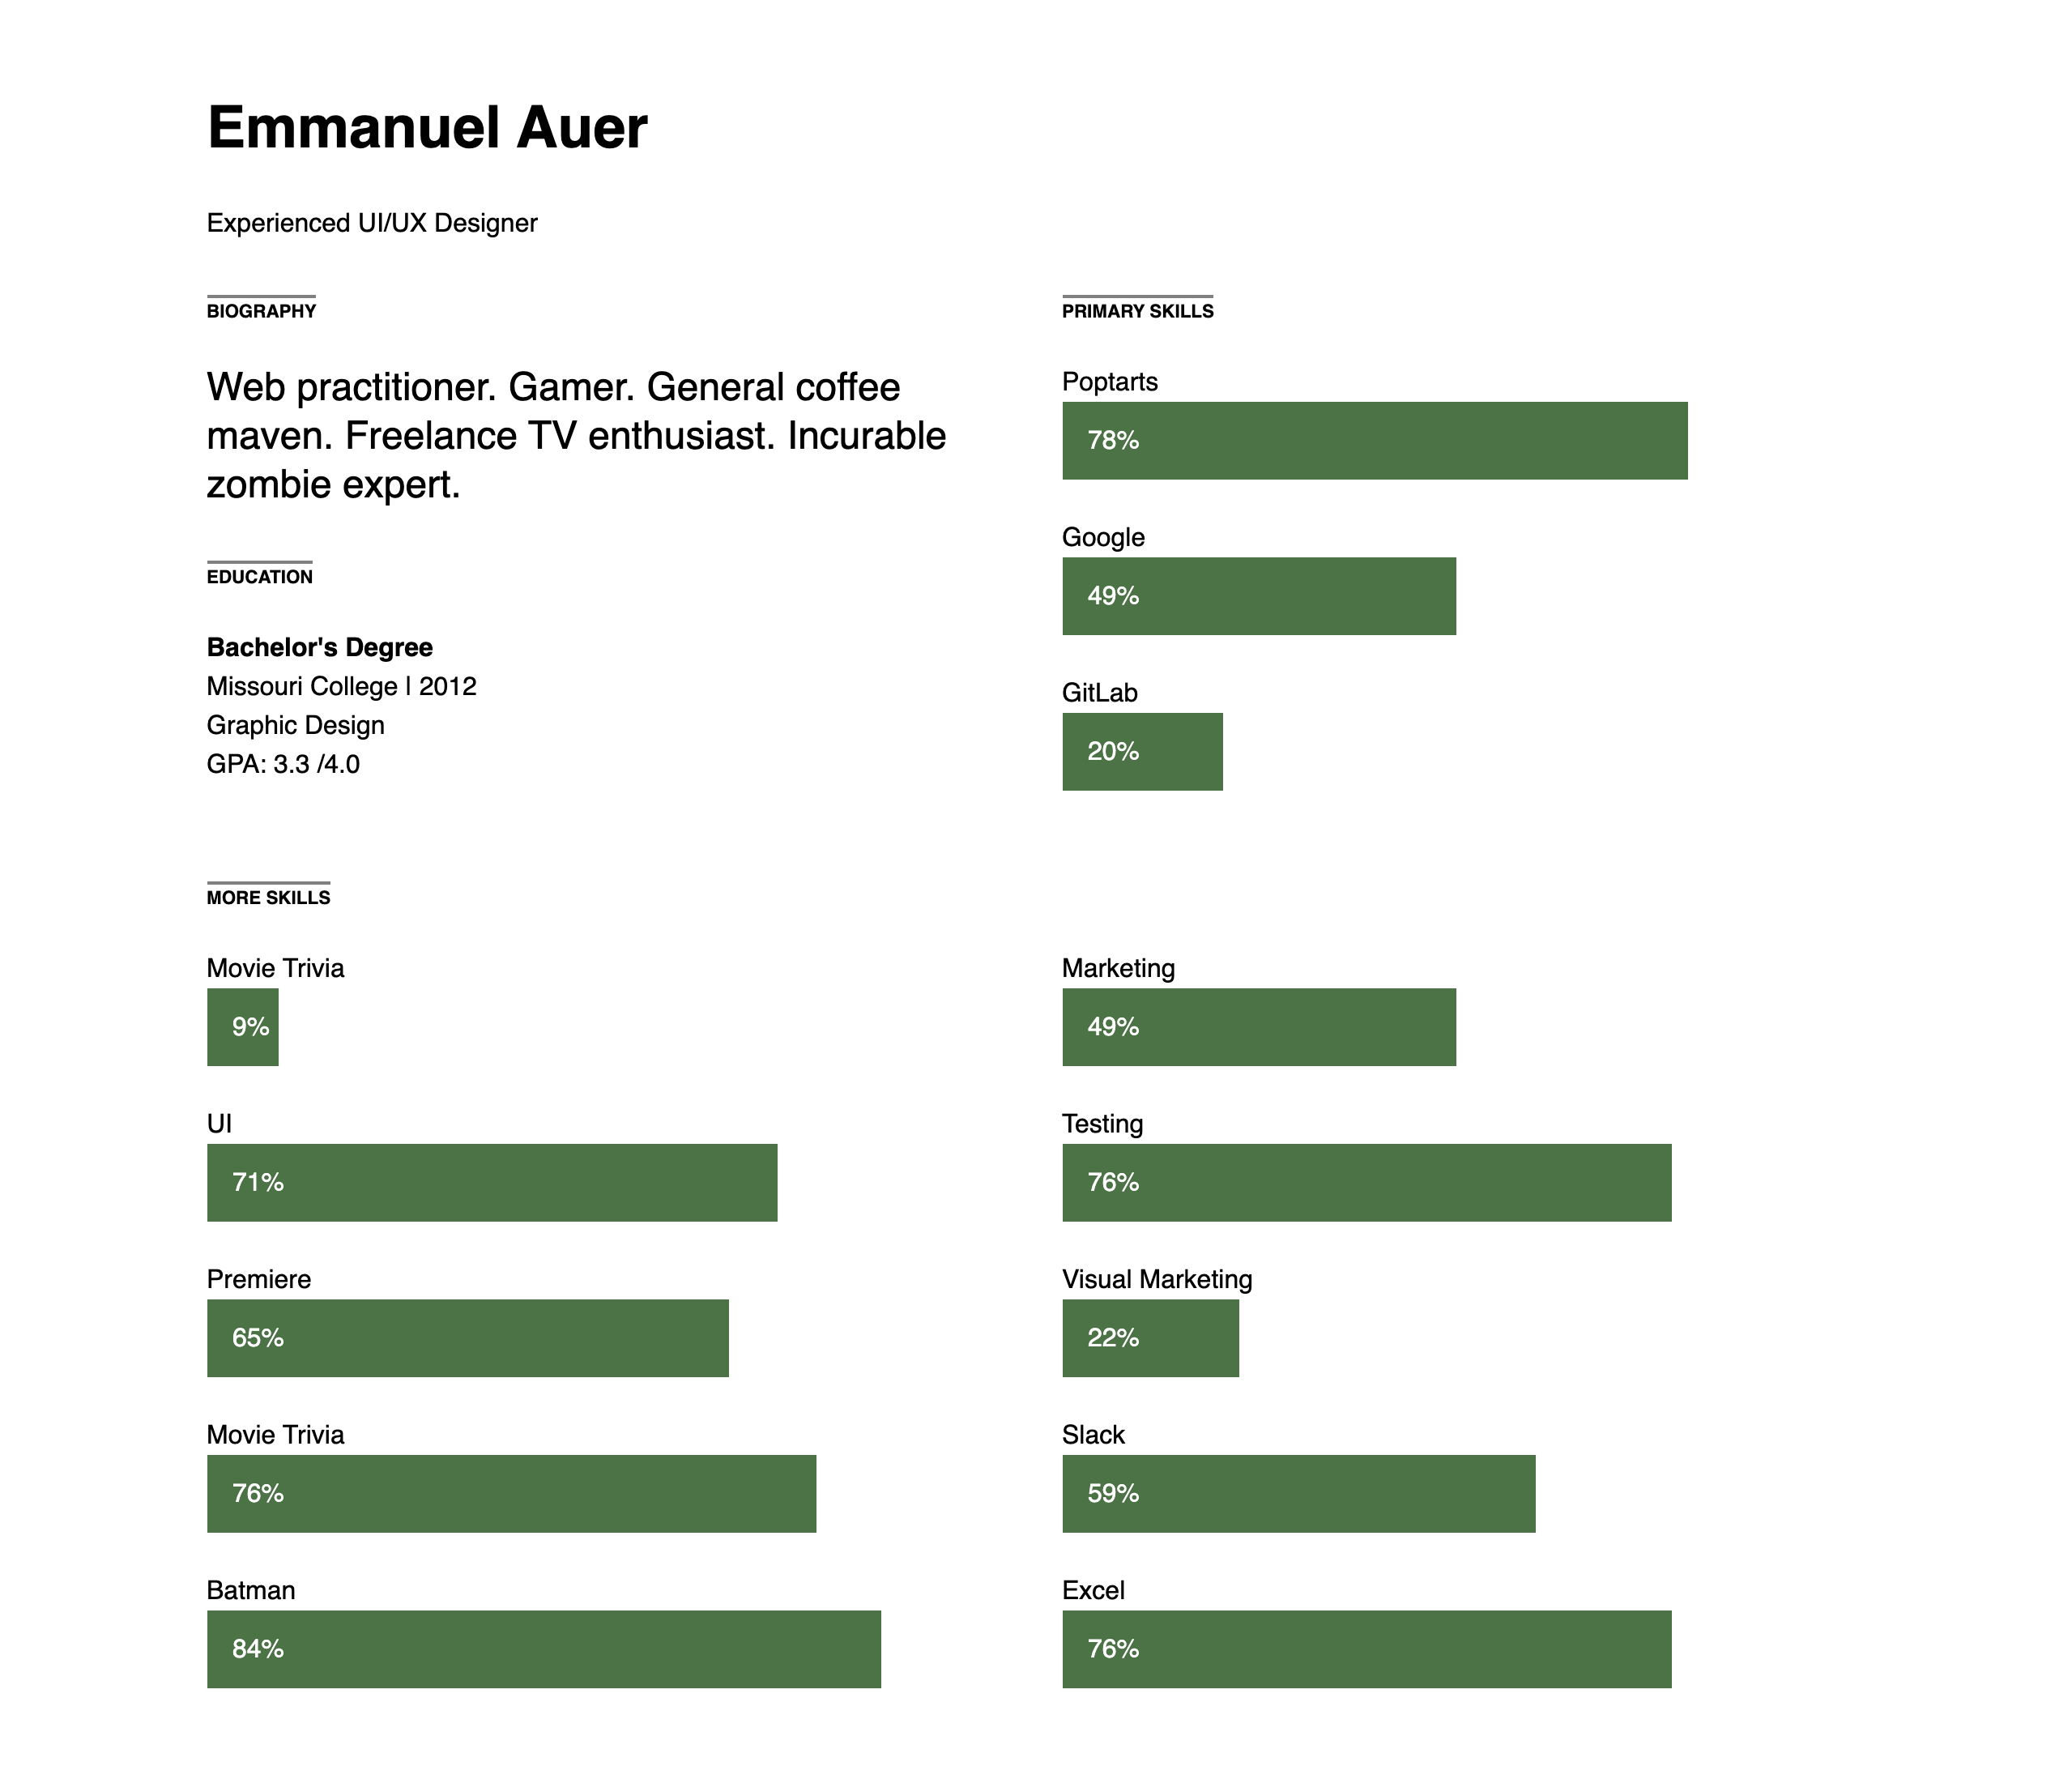 Emmanuel Auer
Experienced UI/UX Designer
BIOGRAPHY
Web practitioner. Gamer. General coffee
maven. Freelance TV enthusiast. Incurable
zombie expert.
EDUCATION
Bachelor's Degree
Missouri College | 2012
Graphic Design
GPA: 3.3 /4.0
PRIMARY SKILLS
Poptarts
78%
Google
49%
GitLab
20%
MORE SKILLS
Movie Trivia
9%
UI
71%
Premiere
65%
Movie Trivia
76%
Batman
84%
Marketing
49%
Testing
76%
Visual Marketing
22%
Slack
59%
Excel
76%